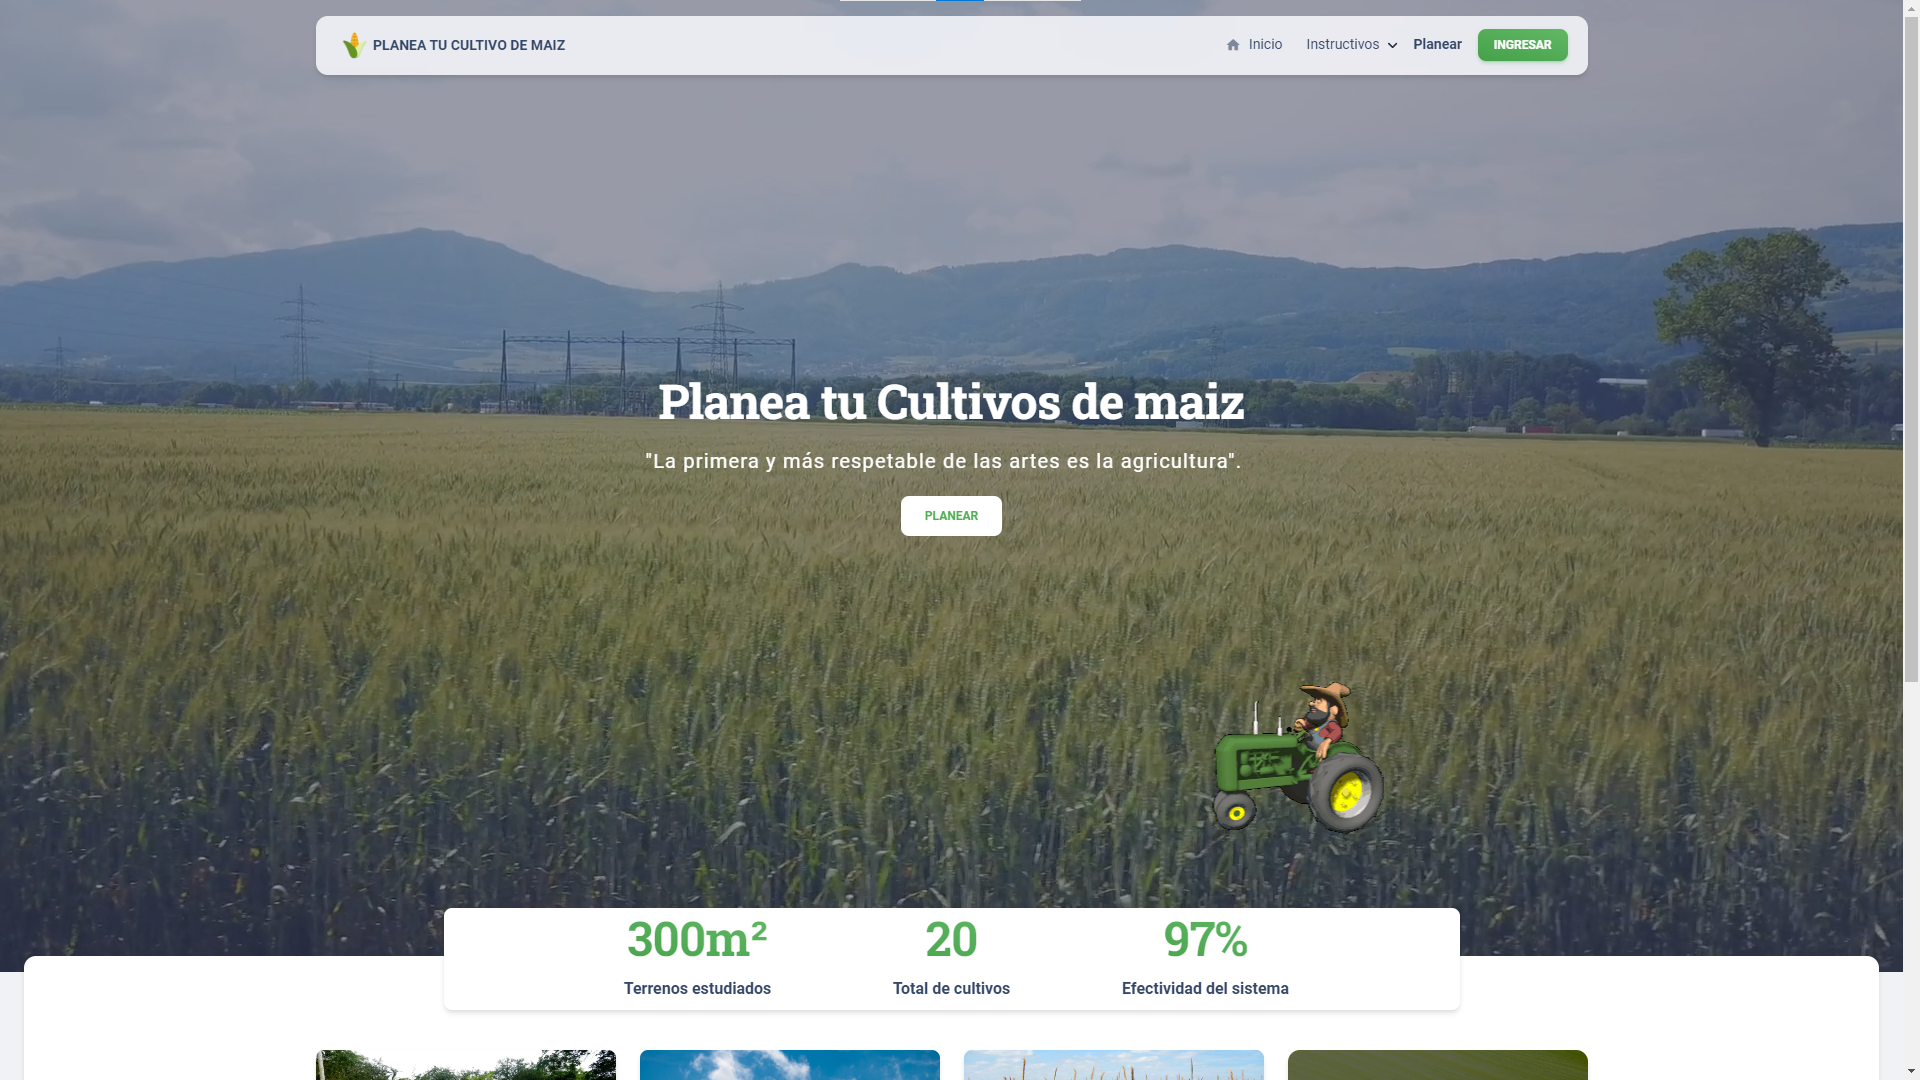 PLANEA TU CULTIVO DE MAIZ
Inicio
Instructivos
Planear
INGRESAR
Planea tu Cultivos de maiz
"La primera y más respetable de las artes es la agricultura".
PLANEAR
300m²
20
97%
Terrenos estudiados
Total de cultivos
Efectividad del sistema